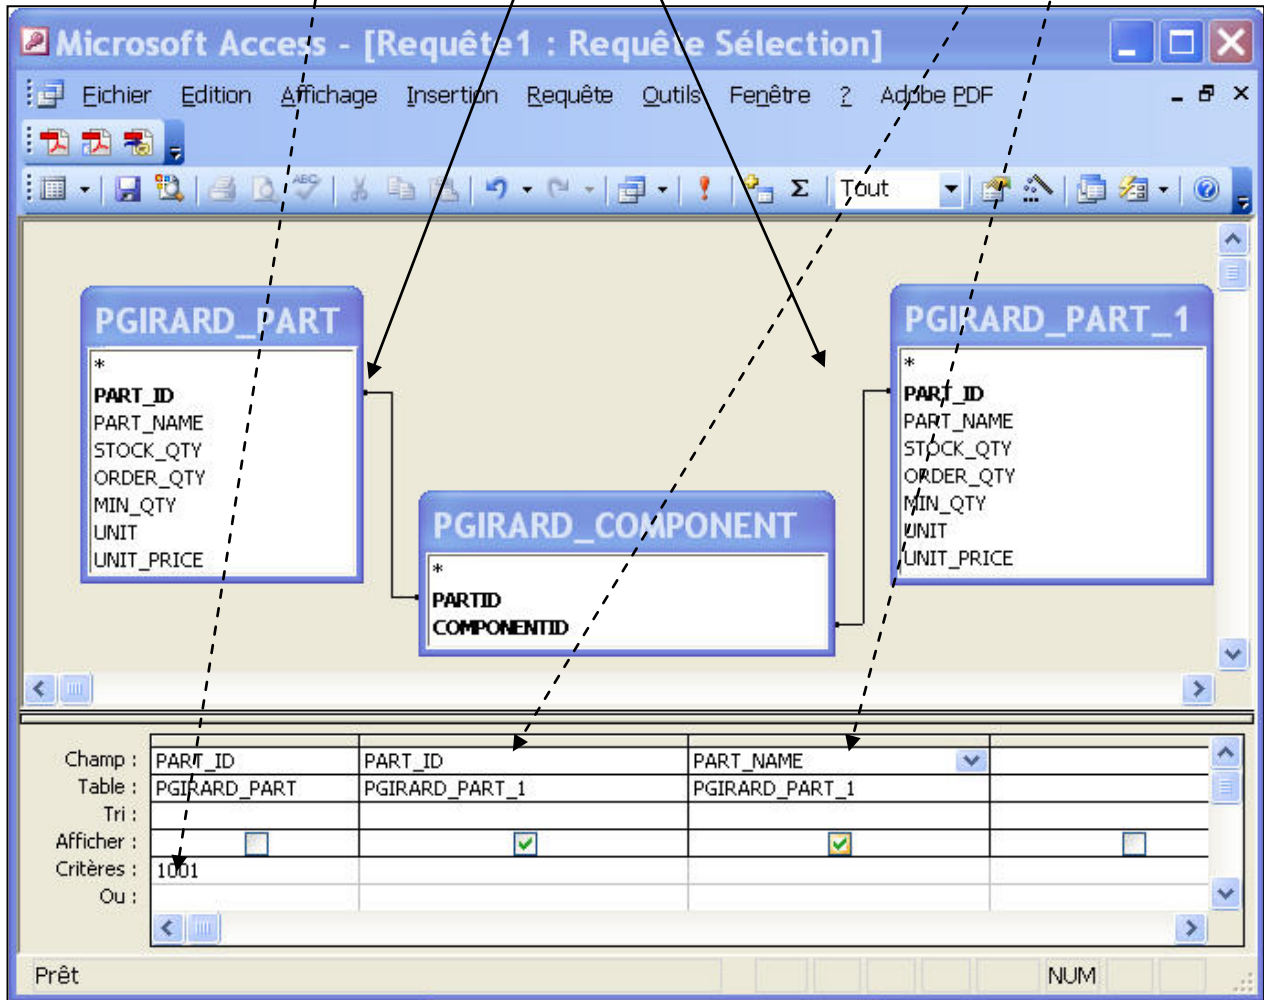 Microsoft Access - [Requête1 : Requête Sélection]
Fichier Edition Affichage Insertion Requête Outils Fenêtre ? Adobe PDF
ABC Σ Tout
PGIRARD_PART
*
PART_ID
PART_NAME
STOCK_QTY
ORDER_QTY
MIN_QTY
UNIT
UNIT_PRICE
PGIRARD_COMPONENT
*
PARTID
COMPONENTID
PGIRARD_PART_1
*
PART_ID
PART_NAME
STOCK_QTY
ORDER_QTY
MIN_QTY
UNIT
UNIT_PRICE
Champ : PART_ID PART_ID PART_NAME
Table : PGIRARD_PART PGIRARD_PART_1 PGIRARD_PART_1
Tri :
Afficher :
Critères : 1001
Ou :
Prêt NUM